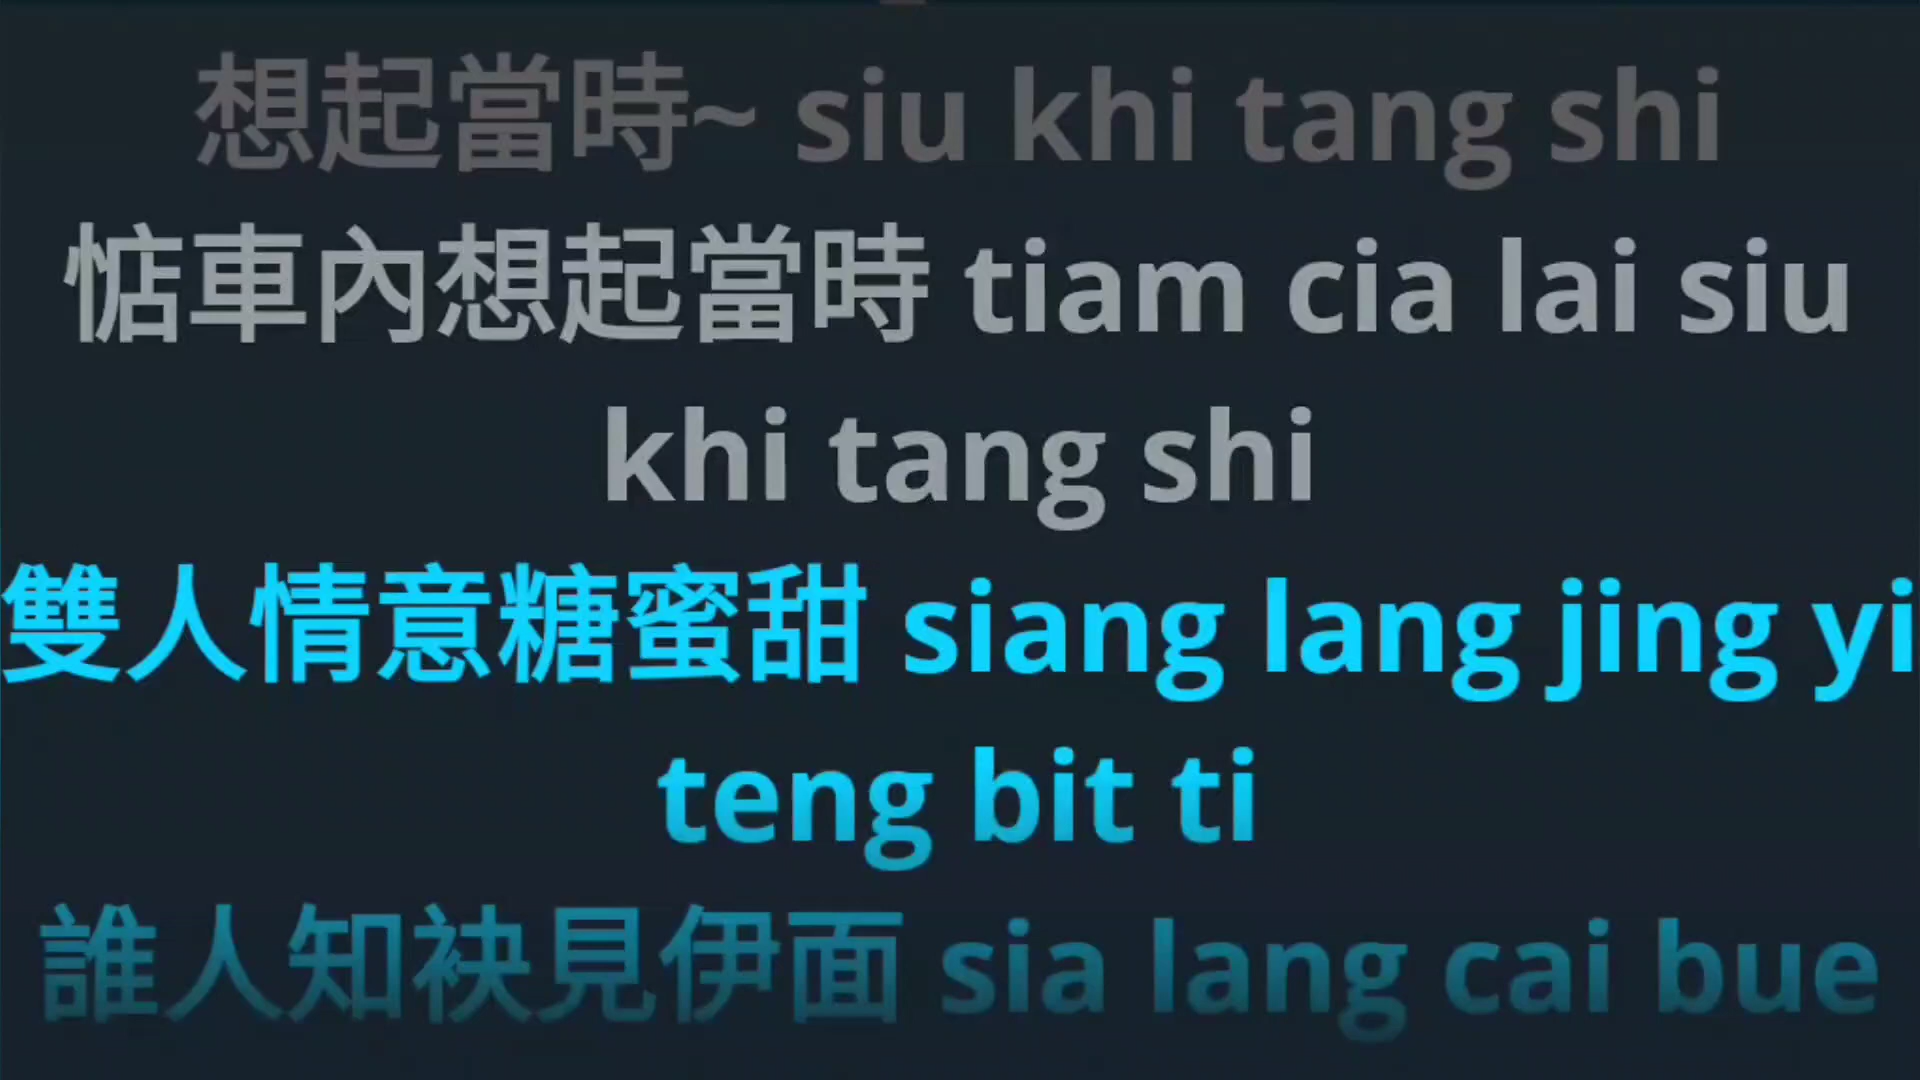 想起當時~ siu khi tang shi
惦車內想起當時 tiam cia lai siu
khi tang shi
雙人情意糖蜜甜 siang lang jing yi
teng bit ti
誰人知袂見伊面 sia lang cai bue